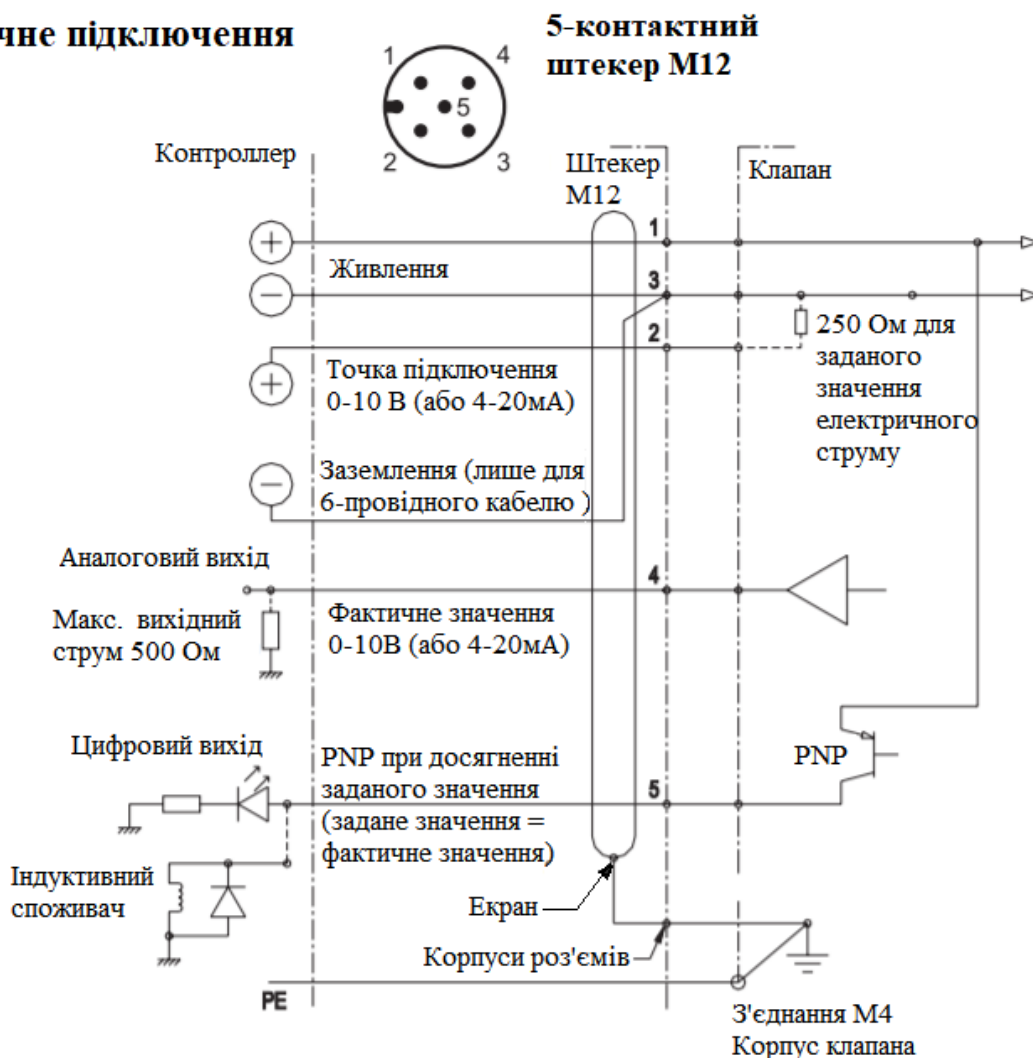 чне підключення
5-контактний
штекер М12
1
4
5
2
3
Контроллер
Штекер
М12
Клапан
1
Живлення
3
2
250 Ом для
заданого
значення
електричного
струму
Точка підключення
0-10 В (або 4-20мА)
Заземлення (лише для
6-провідного кабелю )
Аналоговий вихід
4
Макс. вихідний
струм 500 Ом
Фактичне значення
0-10В (або 4-20мА)
Цифровий вихід
PNP при досягненні
заданого значення
(задане значення =
фактичне значення)
5
PNP
Індуктивний
споживач
Екран
Корпуси роз'ємів
PE
З'єднання М4
Корпус клапана